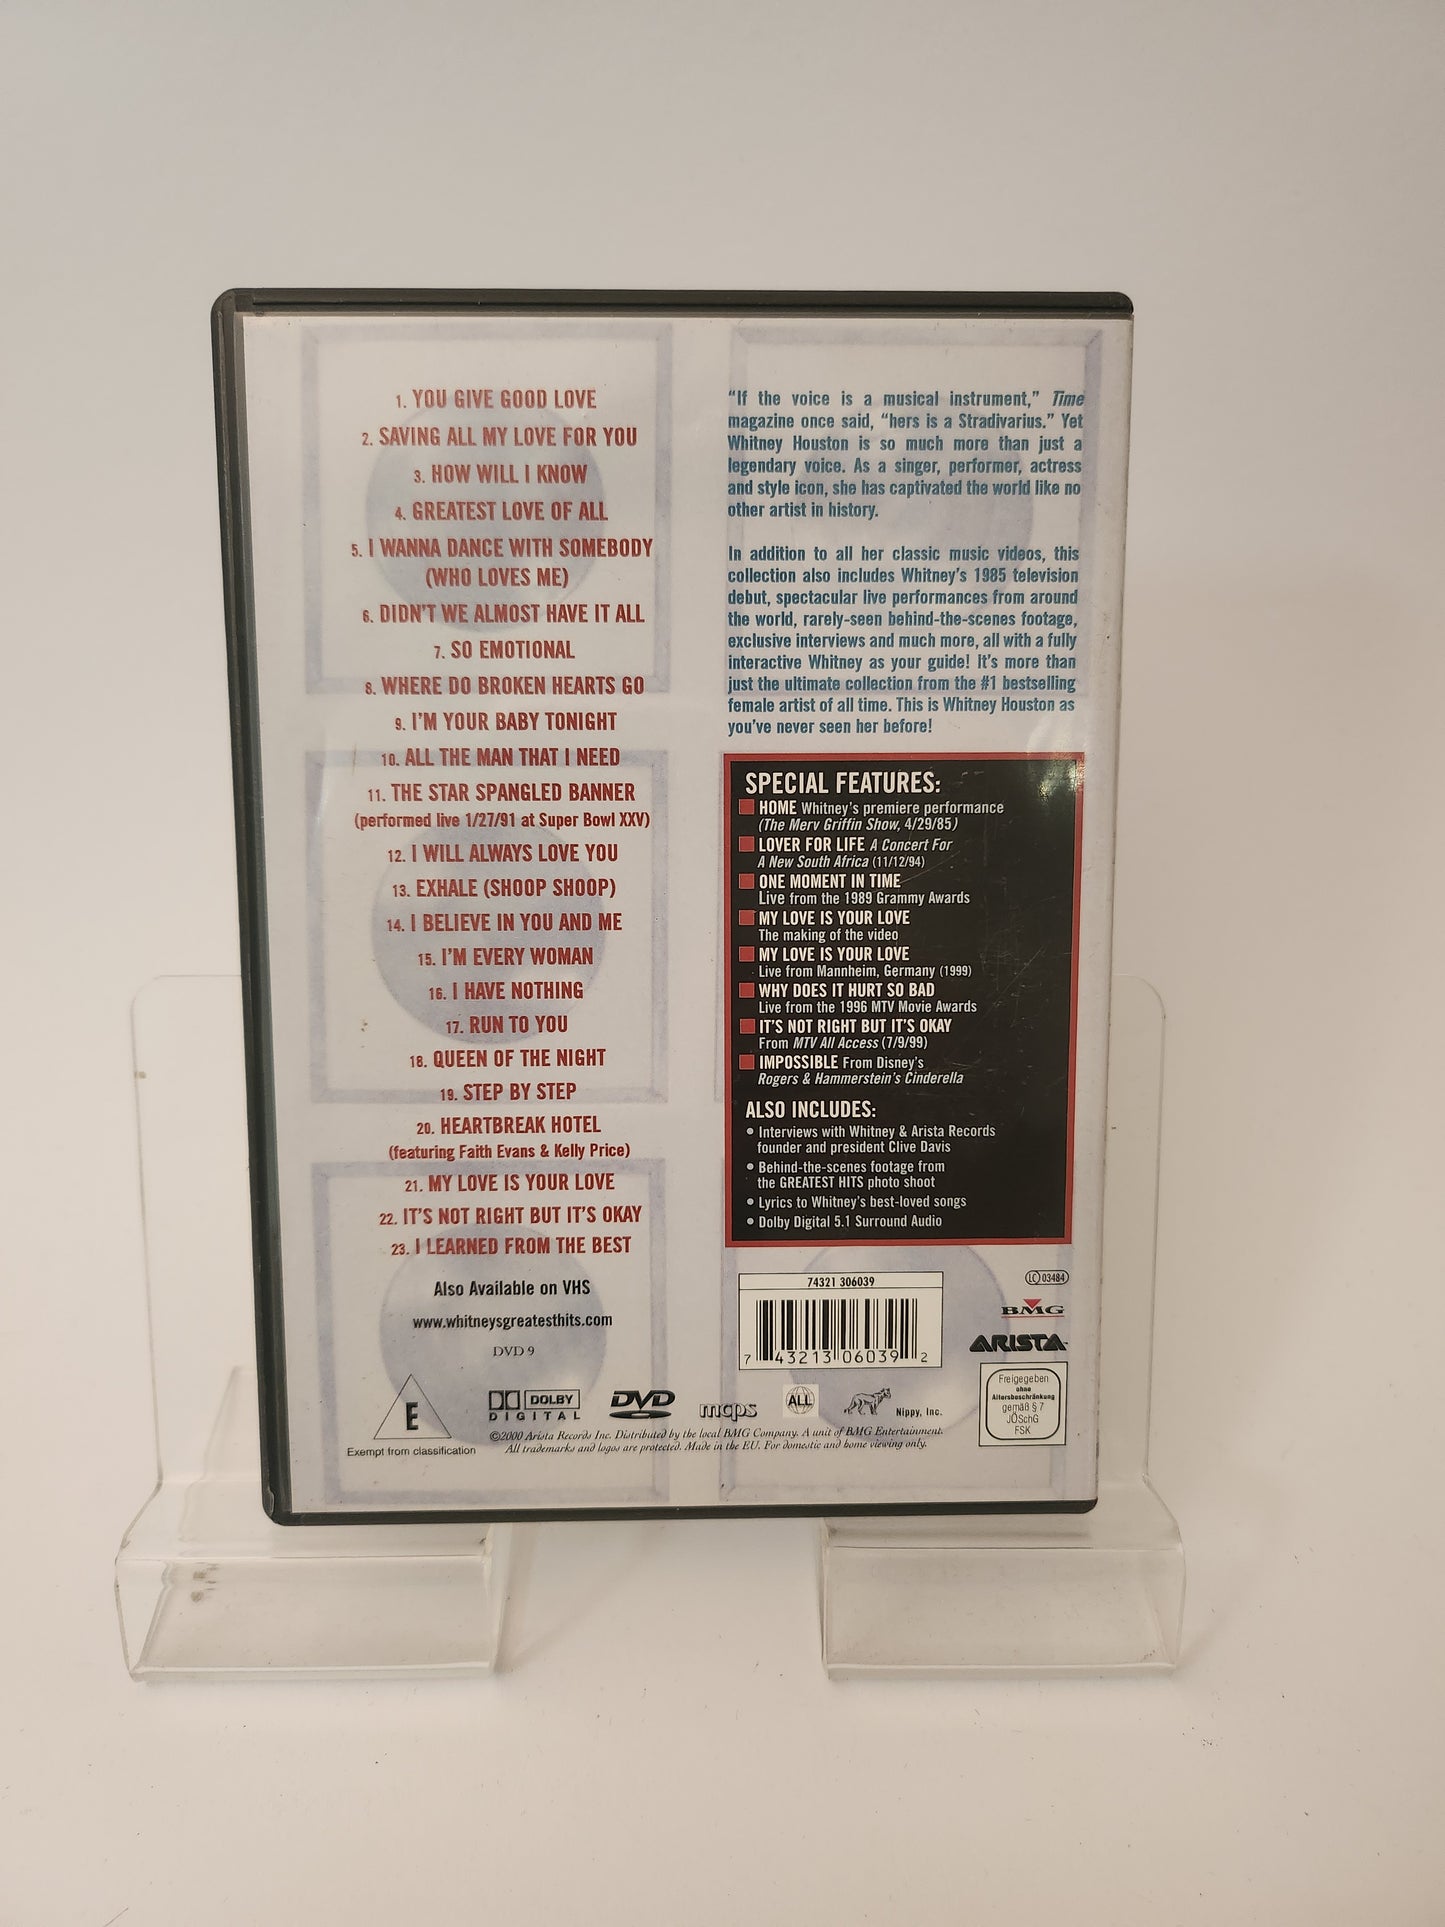 1. YOU GIVE GOOD LOVE
2. SAVING ALL MY LOVE FOR YOU
3. HOW WILL I KNOW
4. GREATEST LOVE OF ALL
5. I WANNA DANCE WITH SOMEBODY
(WHO LOVES ME)
6. DIDN'T WE ALMOST HAVE IT ALL
7. SO EMOTIONAL
8. WHERE DO BROKEN HEARTS GO
9. I'M YOUR BABY TONIGHT
10. ALL THE MAN THAT I NEED
11. THE STAR SPANGLED BANNER
(performed live 1/27/91 at Super Bowl XXV)
12. I WILL ALWAYS LOVE YOU
13. EXHALE (SHOOP SHOOP)
14. I BELIEVE IN YOU AND ME
15. I'M EVERY WOMAN
16. I HAVE NOTHING
17. RUN TO YOU
18. QUEEN OF THE NIGHT
19. STEP BY STEP
20. HEARTBREAK HOTEL
(featuring Faith Evans & Kelly Price)
21. MY LOVE IS YOUR LOVE
22. IT'S NOT RIGHT BUT IT'S OKAY
23. I LEARNED FROM THE BEST
Also Available on VHS
www.whitneysgreatesthits.com
DVD 9
"If the voice is a musical instrument," Time
magazine once said, "hers is a Stradivarius." Yet
Whitney Houston is so much more than just a
legendary voice. As a singer, performer, actress
and style icon, she has captivated the world like no
other artist in history.
In addition to all her classic music videos, this
collection also includes Whitney's 1985 television
debut, spectacular live performances from around
the world, rarely-seen behind-the-scenes footage,
exclusive interviews and much more, all with a fully
interactive Whitney as your guide! It's more than
just the ultimate collection from the #1 bestselling
female artist of all time. This is Whitney Houston as
you've never seen her before!
SPECIAL FEATURES:
HOME Whitney's premiere performance
(The Merv Griffin Show, 4/29/85)
LOVER FOR LIFE A Concert For
A New South Africa (11/12/94)
ONE MOMENT IN TIME
Live from the 1989 Grammy Awards
MY LOVE IS YOUR LOVE
The making of the video
MY LOVE IS YOUR LOVE
Live from Mannheim, Germany (1999)
WHY DOES IT HURT SO BAD
Live from the 1996 MTV Movie Awards
IT'S NOT RIGHT BUT IT'S OKAY
From MTV All Access (7/9/99)
IMPOSSIBLE From Disney's
Rogers & Hammerstein's Cinderella
ALSO INCLUDES:
• Interviews with Whitney & Arista Records
founder and president Clive Davis
• Behind-the-scenes footage from
the GREATEST HITS photo shoot
• Lyrics to Whitney's best-loved songs
• Dolby Digital 5.1 Surround Audio
74321 306039
7 43213 06039 2
LC 03484
BMG
ARISTA
Freigegeben
ohne
Altersbeschränkung
gemäß § 7
JÖSchG
FSK
E
Exempt from classification
DOLBY
DIGITAL
DVD
mcps
ALL
Nippy, Inc.
©2000 Arista Records Inc. Distributed by the local BMG Company. A unit of BMG Entertainment.
All trademarks and logos are protected. Made in the EU. For domestic and home viewing only.